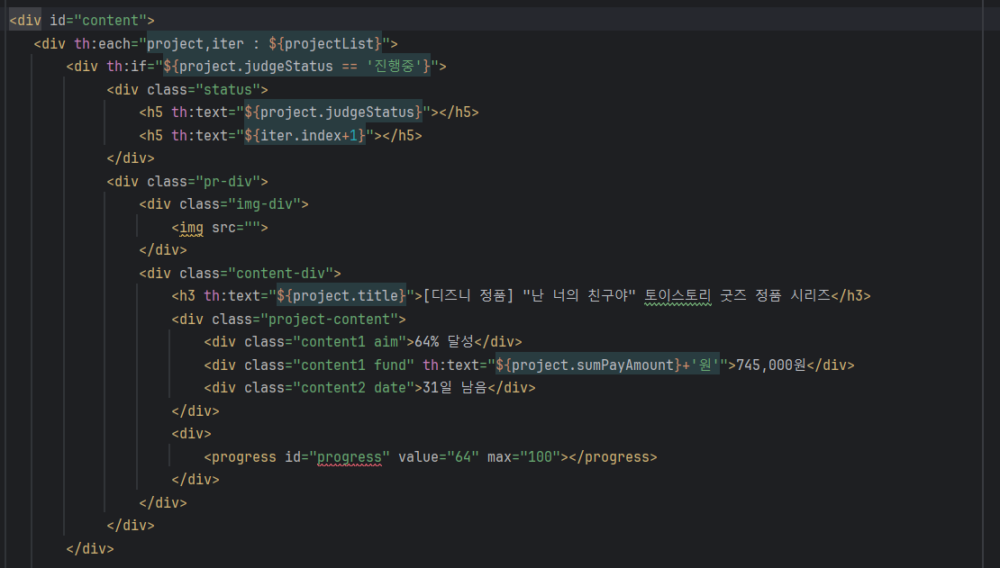 <div id="content">
<div th:each="project,iter : ${projectList}">
<div th:if="${project.judgeStatus == '진행중'}">
<div class="status">
<h5 th:text="${project.judgeStatus}"></h5>
<h5 th:text="${iter.index+1}"></h5>
</div>
<div class="pr-div">
<div class="img-div">
<img src="">
</div>
<div class="content-div">
<h3 th:text="${project.title}">[디즈니 정품] "난 너의 친구야" 토이스토리 굿즈 정품 시리즈</h3>
<div class="project-content">
<div class="content1 aim">64% 달성</div>
<div class="content1 fund" th:text="${project.sumPayAmount}+'원'">745,000원</div>
<div class="content2 date">31일 남음</div>
</div>
<div>
<progress id="progress" value="64" max="100"></progress>
</div>
</div>
</div>
</div>